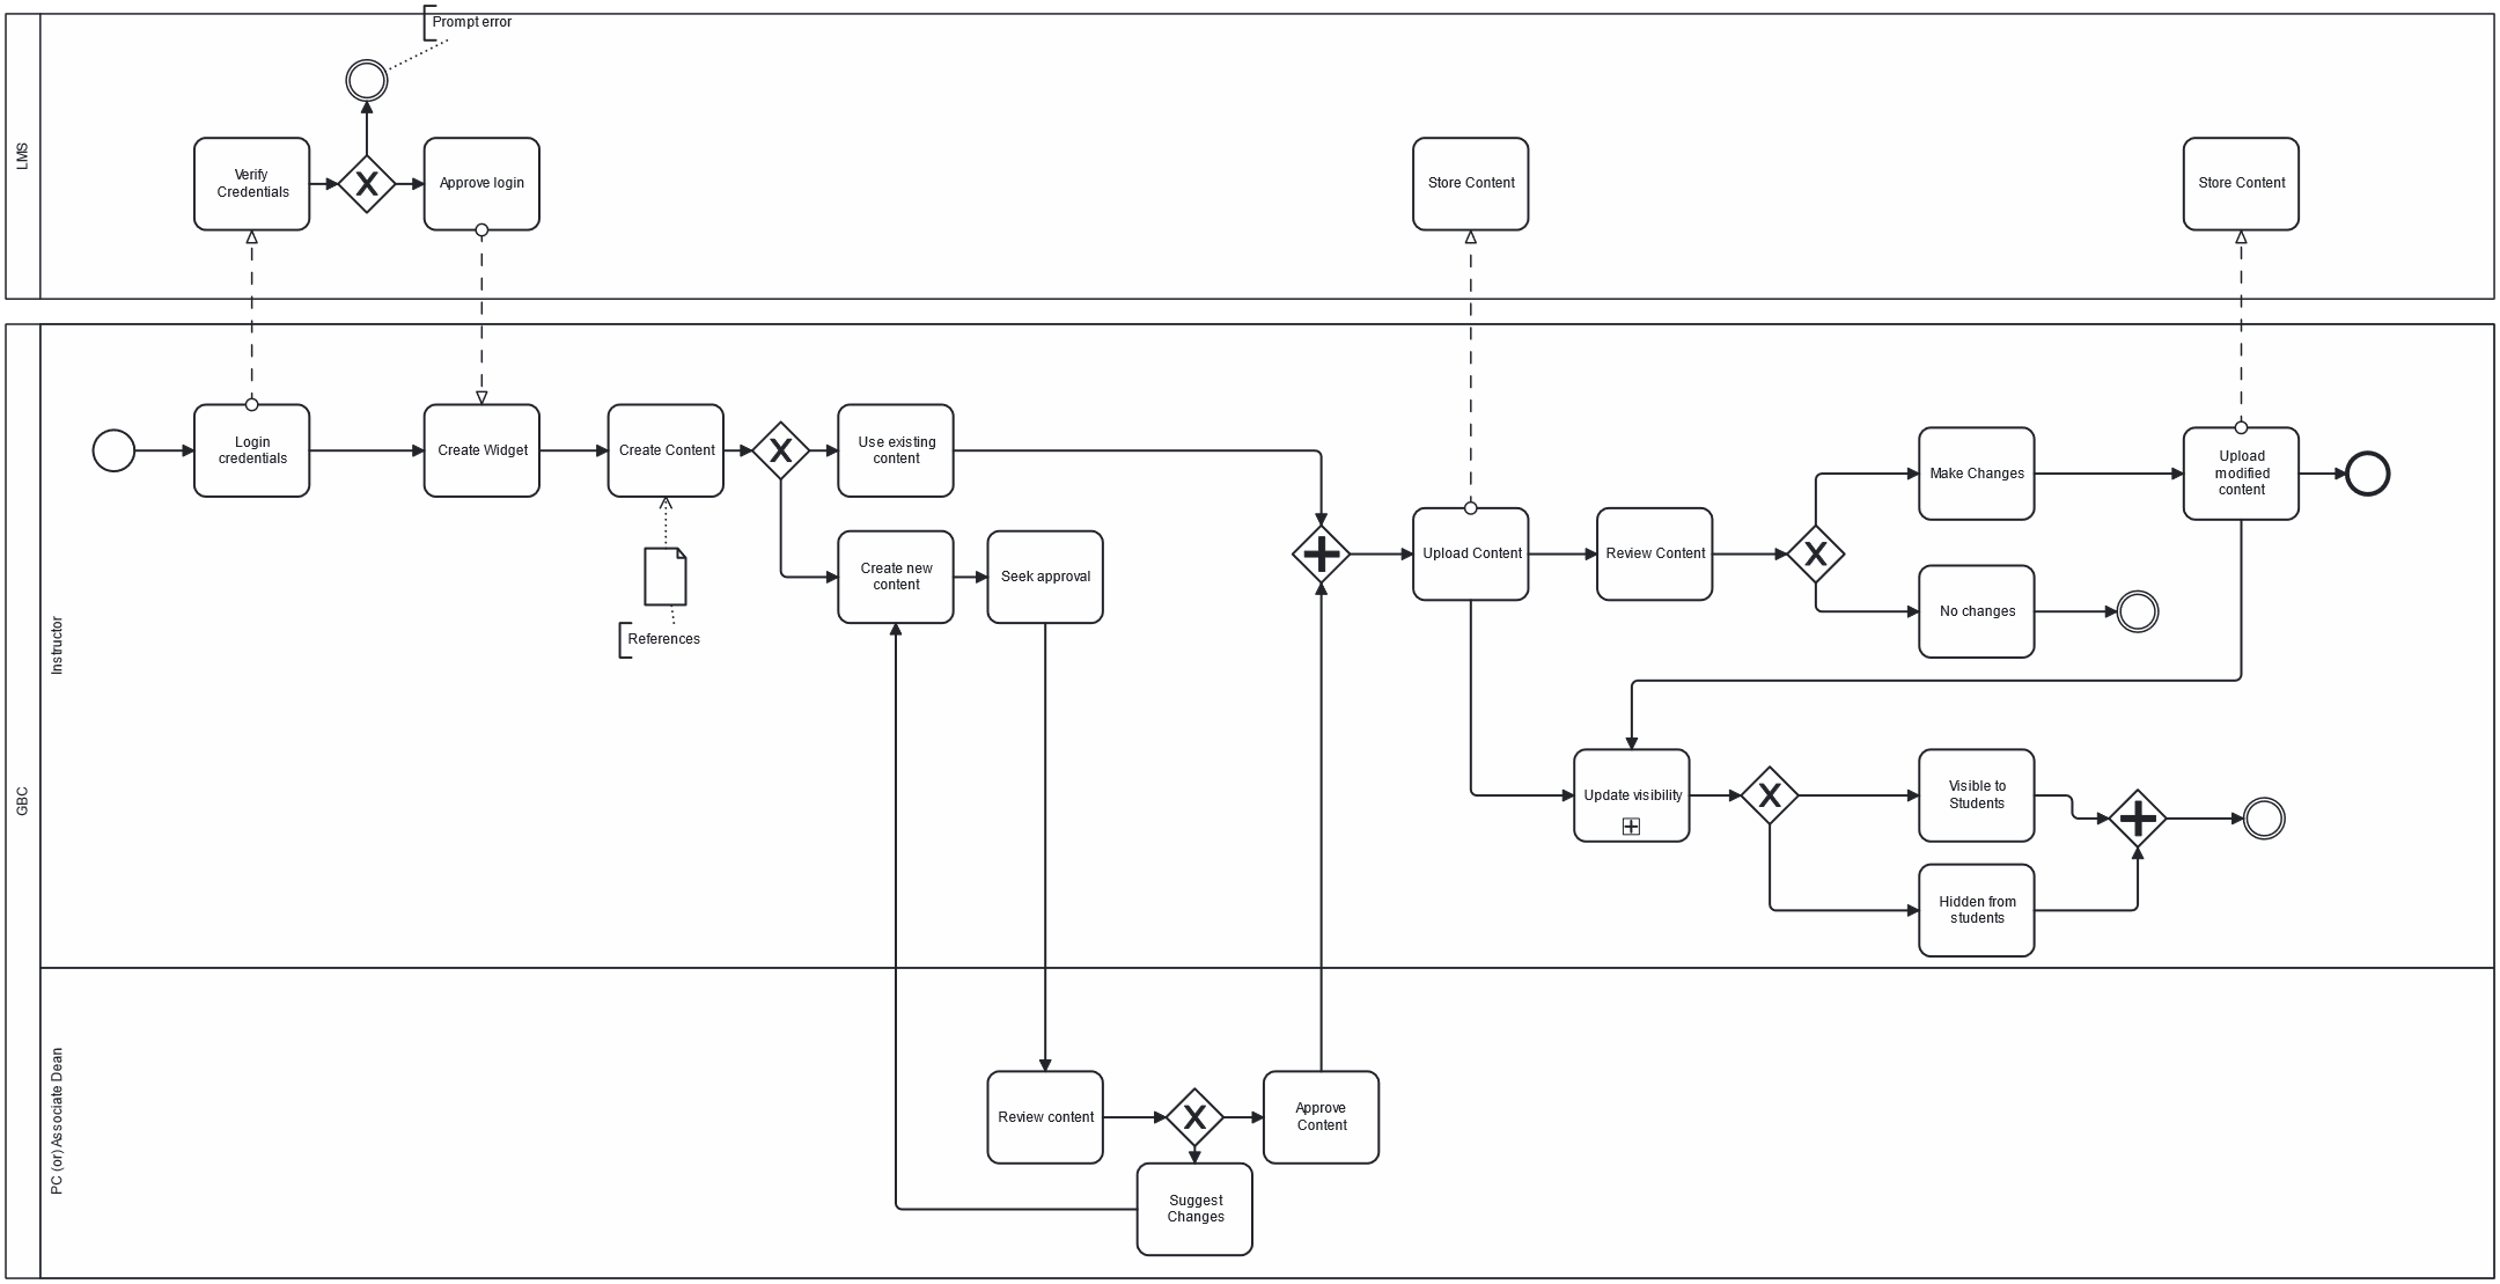 Prompt error
LMS
Verify
Credentials
Approve login
Store Content
Store Content
GBC
Instructor
Login
credentials
Create Widget
Create Content
Use existing
content
References
Create new
content
Seek approval
Upload Content
Review Content
Make Changes
No changes
Upload
modified
content
Update visibility
Visible to
Students
Hidden from
students
PC (or) Associate Dean
Review content
Approve
Content
Suggest
Changes